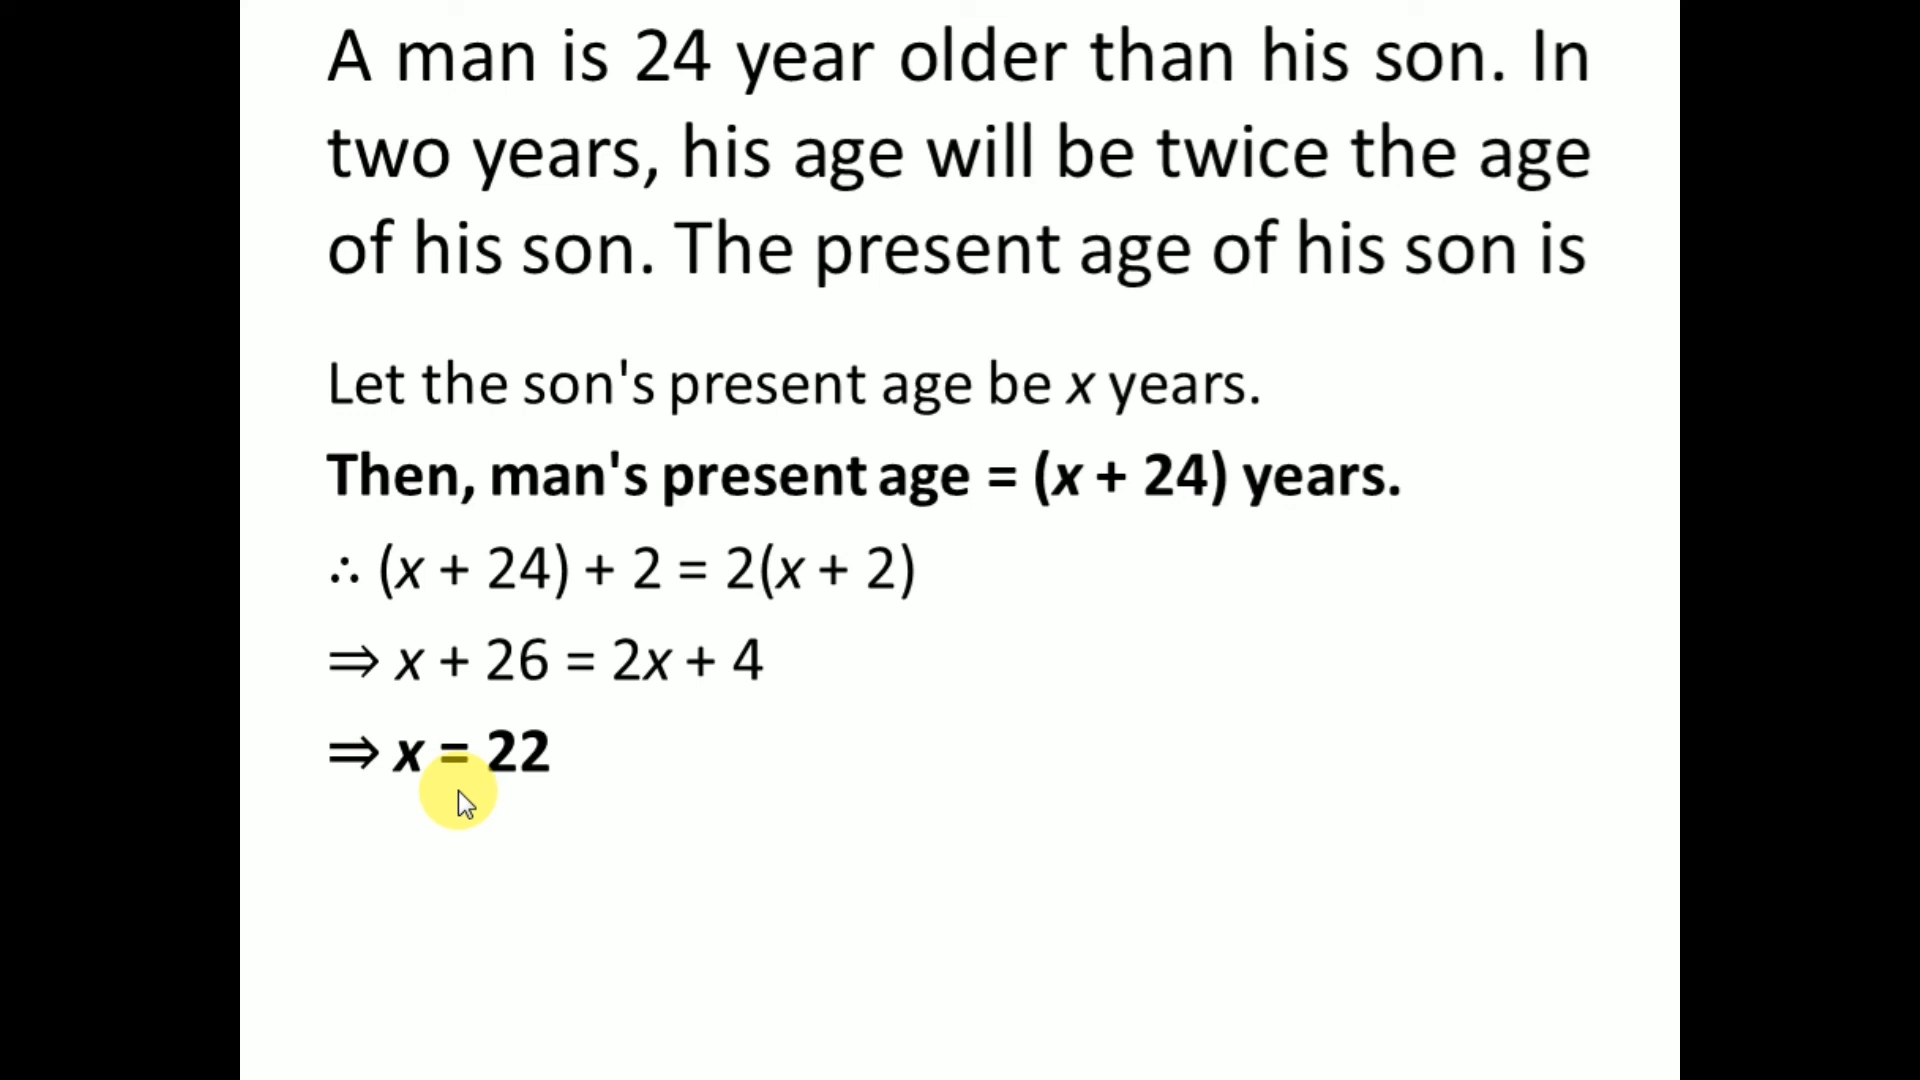 A man is 24 year older than his son. In
two years, his age will be twice the age
of his son. The present age of his son is
Let the son's present age be x years.
Then, man's present age = (x + 24) years.
∴ (x + 24) + 2 = 2(x + 2)
⇒ x + 26 = 2x + 4
⇒ x = 22